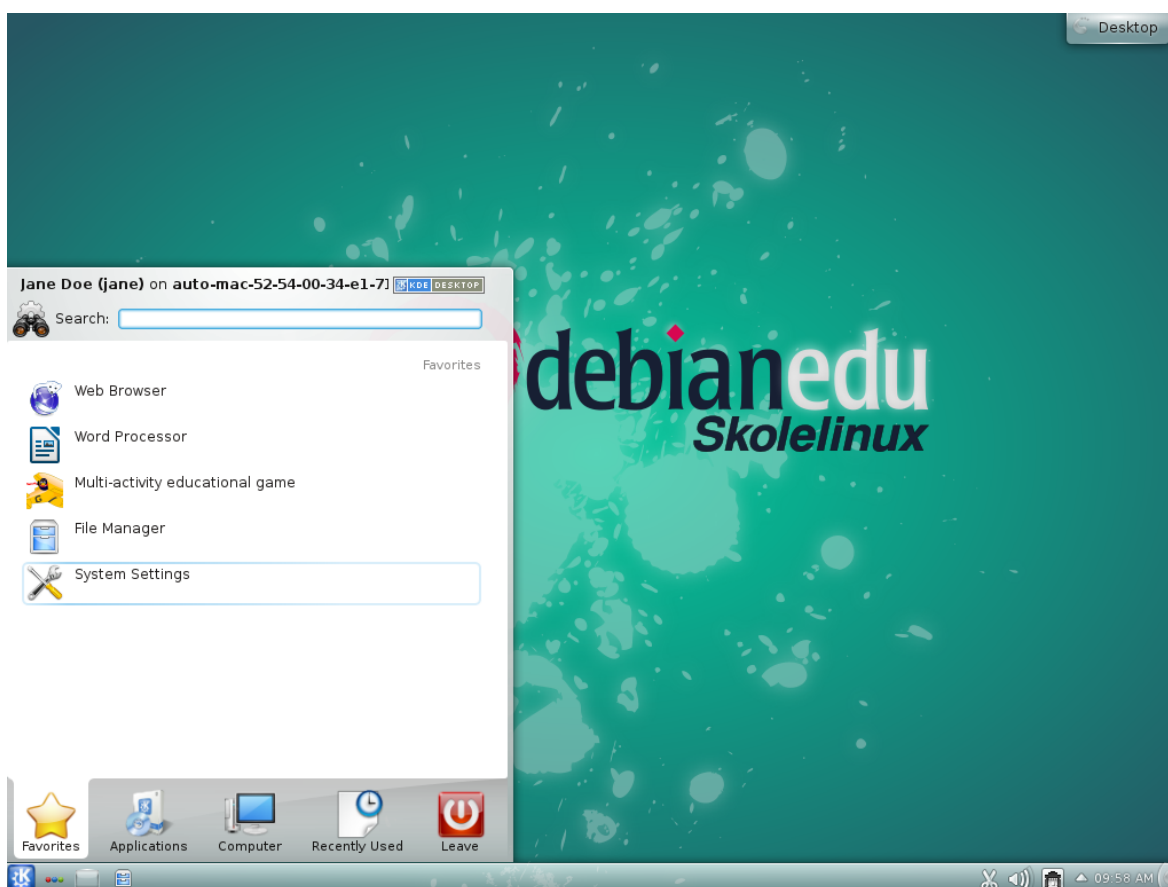 Desktop
Jane Doe (jane) on auto-mac-52-54-00-34-e1-71 KDE DESKTOP
Search:
Favorites
Web Browser
Word Processor
Multi-activity educational game
File Manager
System Settings
debianedu
Skolelinux
Favorites Applications Computer Recently Used Leave
09:58 AM